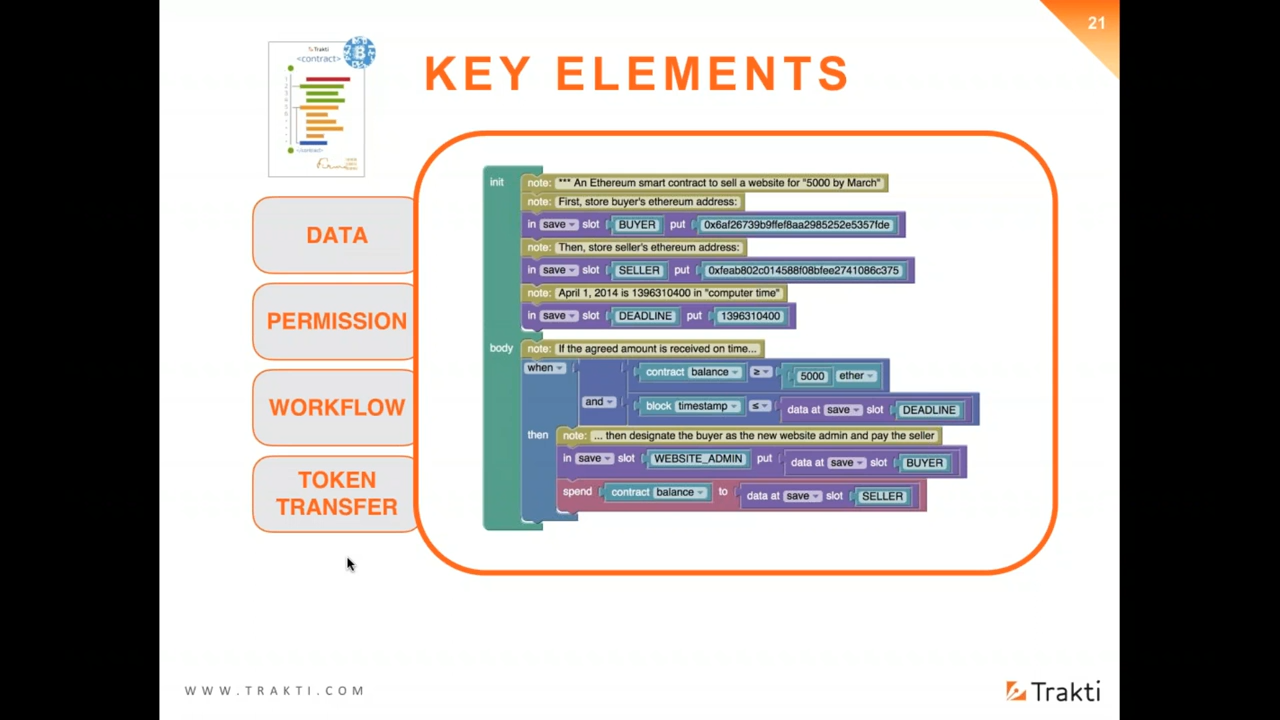 21
Trakti
<contract>
KEY ELEMENTS
DATA
PERMISSION
WORKFLOW
TOKEN
TRANSFER
init
note: *** An Ethereum smart contract to sell a website for "5000 by March"
note: First, store buyer's ethereum address:
in save slot BUYER put 0x6af26739b9ffef8aa2985252e5357fde
note: Then, store seller's ethereum address:
in save slot SELLER put 0xfeab802c014588f08bfee2741086c375
note: April 1, 2014 is 1396310400 in "computer time"
in save slot DEADLINE put 1396310400
body
note: If the agreed amount is received on time...
when contract balance ≥ 5000 ether
and block timestamp ≤ data at save slot DEADLINE
then note: ... then designate the buyer as the new website admin and pay the seller
in save slot WEBSITE_ADMIN put data at save slot BUYER
spend contract balance to data at save slot SELLER
WWW.TRAKTI.COM
Trakti